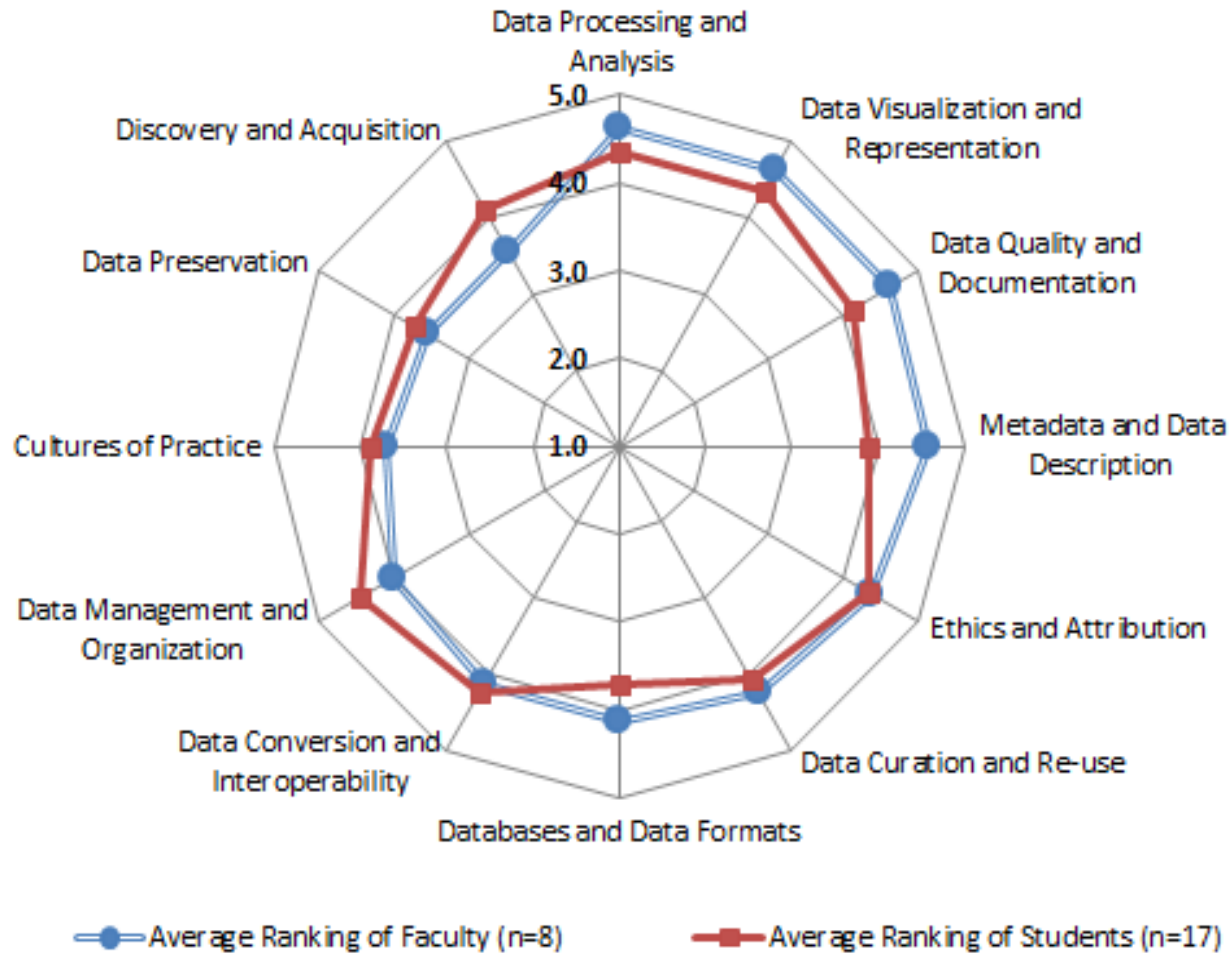 Data Processing and
Analysis
5.0
Data Visualization and
Representation
Discovery and Acquisition
4.0
Data Quality and
Documentation
Data Preservation
3.0
2.0
Metadata and Data
Description
Cultures of Practice
1.0
Data Management and
Organization
Ethics and Attribution
Data Conversion and
Interoperability
Data Curation and Re-use
Databases and Data Formats
Average Ranking of Faculty (n=8)
Average Ranking of Students (n=17)